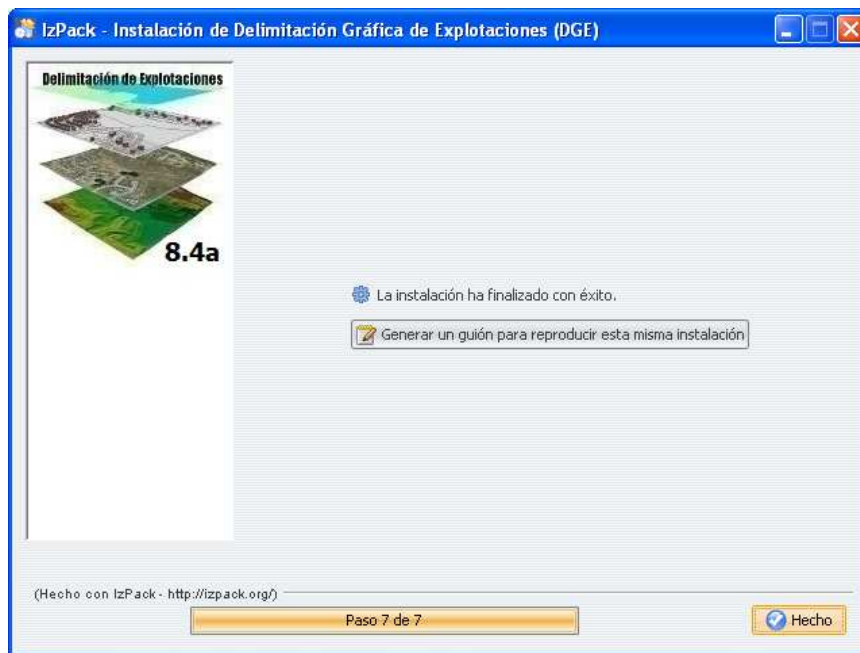 IzPack - Instalación de Delimitación Gráfica de Explotaciones (DGE)
Delimitación de Explotaciones
8.4a
La instalación ha finalizado con éxito.
Generar un guión para reproducir esta misma instalación
(Hecho con IzPack - http://izpack.org/)
Paso 7 de 7
Hecho